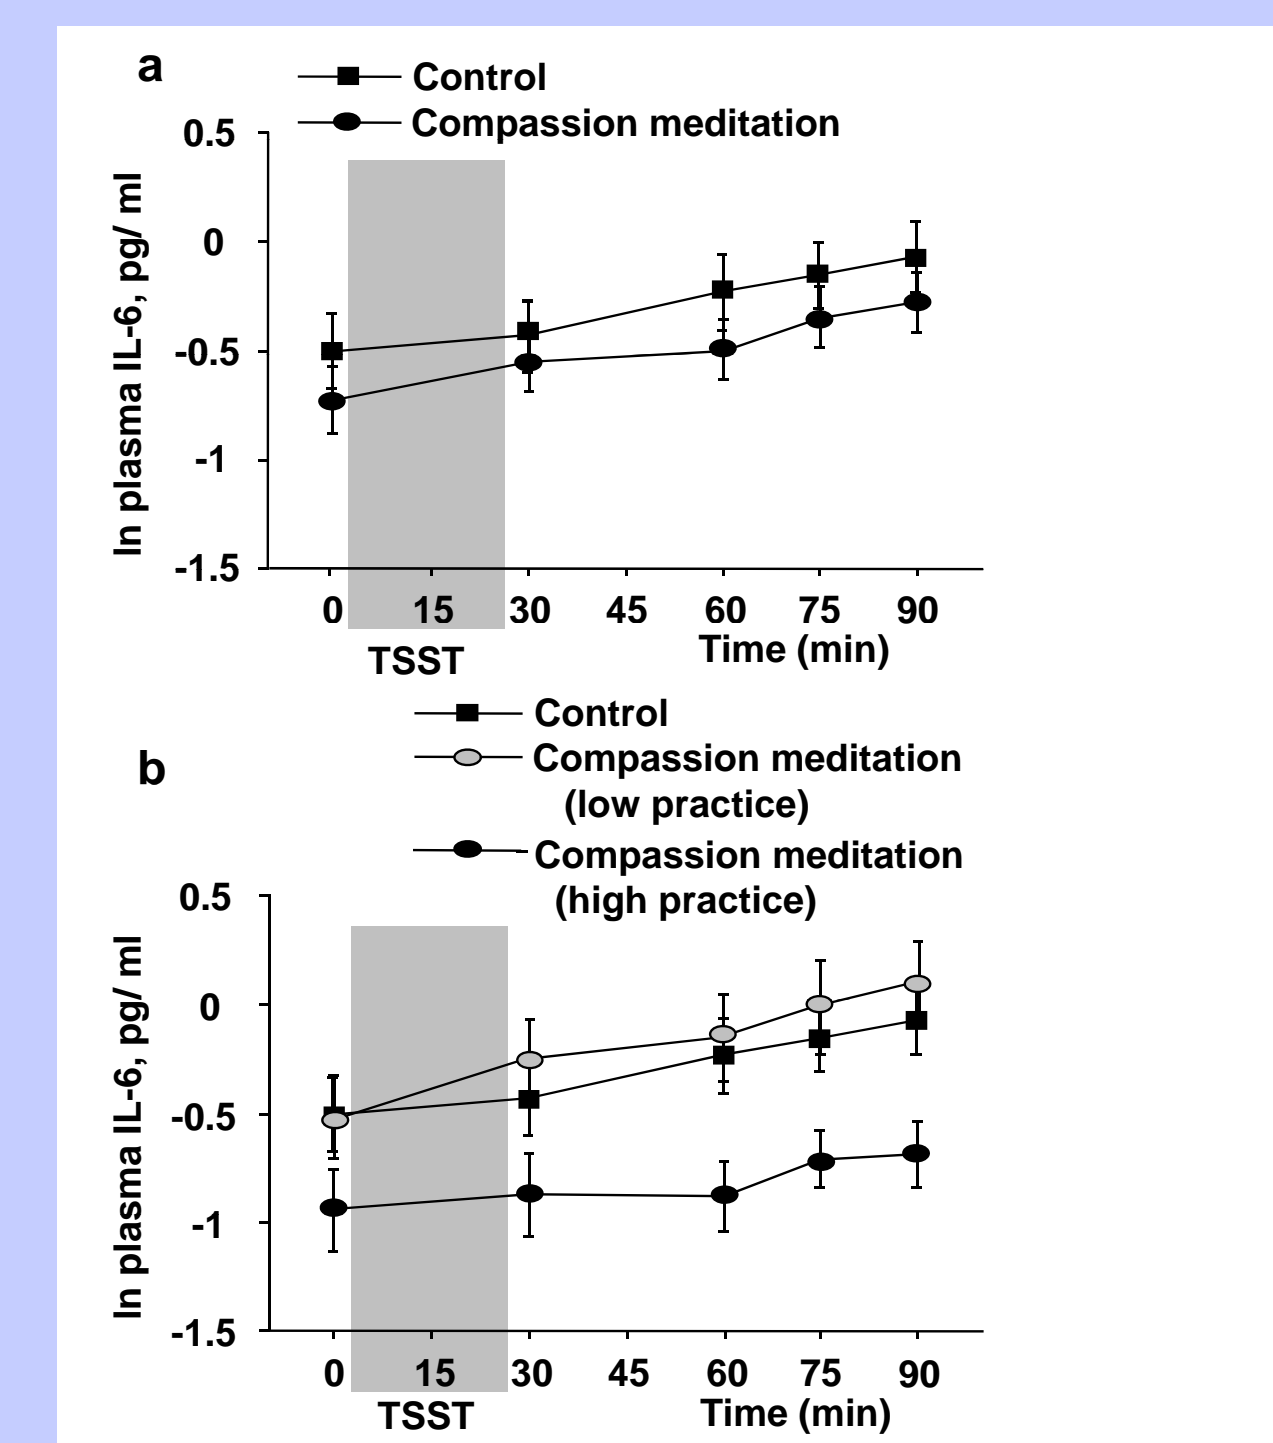 a
Control
Compassion meditation
0.5
0
-0.5
-1
-1.5
ln plasma IL-6, pg/ ml
0 15 30 45 60 75 90
TSST
Time (min)
b
Control
Compassion meditation
(low practice)
Compassion meditation
(high practice)
0.5
0
-0.5
-1
-1.5
ln plasma IL-6, pg/ ml
0 15 30 45 60 75 90
TSST
Time (min)